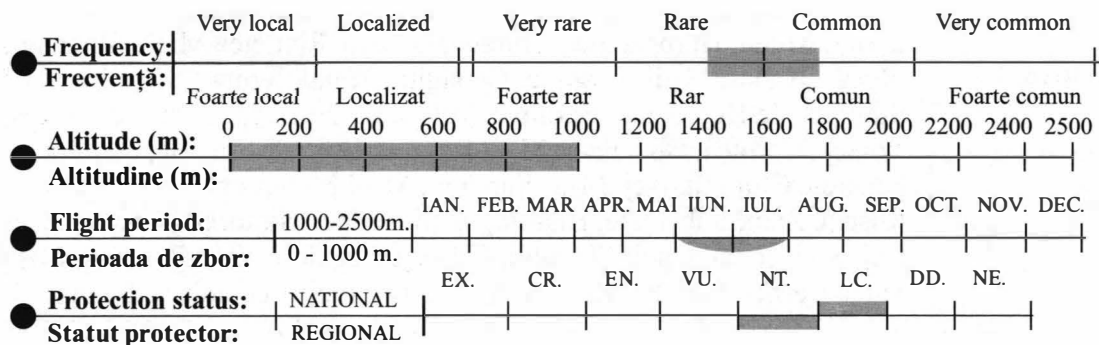 Very local Localized Very rare Rare Common Very common
Frequency:
Frecvență:
Foarte local Localizat Foarte rar Rar Comun Foarte comun
Altitude (m): 0 200 400 600 800 1000 1200 1400 1600 1800 2000 2200 2400 2500
Altitudine (m):
IAN. FEB. MAR APR. MAI IUN. IUL. AUG. SEP. OCT. NOV. DEC.
Flight period: 1000-2500m.
Perioada de zbor: 0 - 1000 m.
EX. CR. EN. VU. NT. LC. DD. NE.
Protection status: NATIONAL
Statut protector: REGIONAL